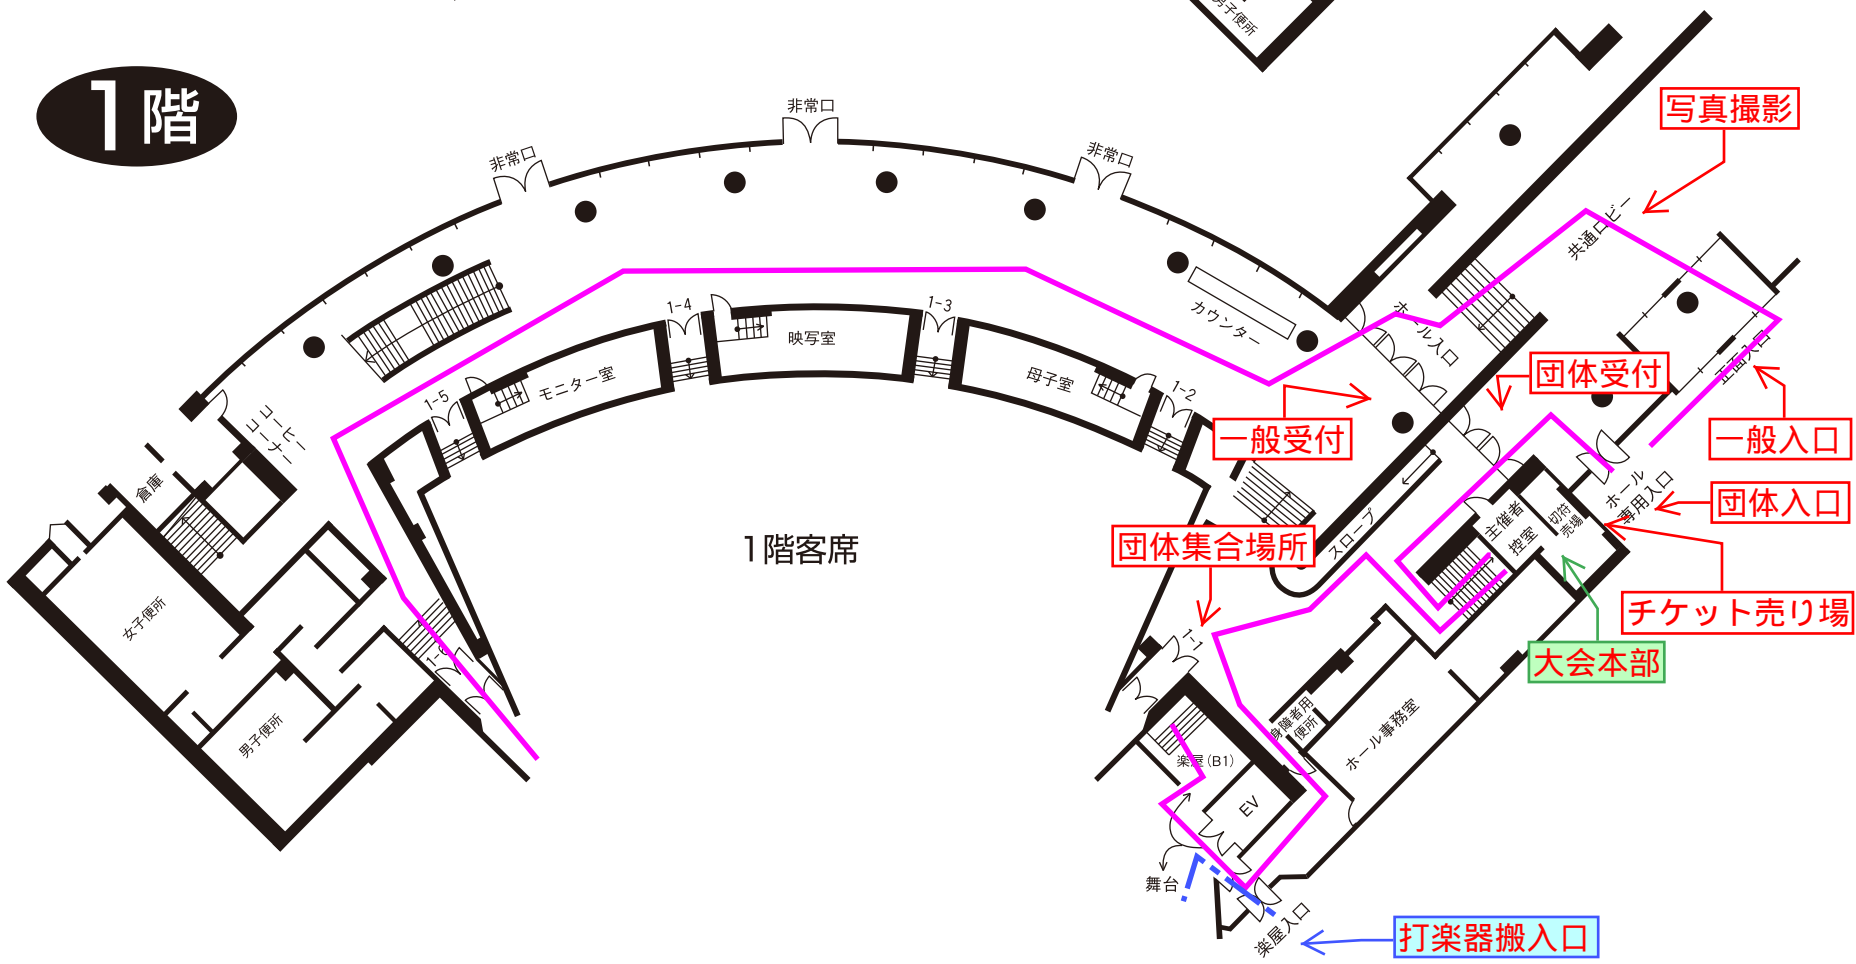 男子便所
1階
非常口
非常口
非常口
写真撮影
共通ロビー
1-4
1-3
映写室
カウンター
ホール入口
正面入口
モニター室
母子室
1-5
1-2
団体受付
コーヒー
コーナー
一般受付
一般入口
倉庫
ホール
専用入口
団体入口
主催者
控室
切符
売場
スロープ
団体集合場所
1階客席
チケット売り場
大会本部
女子便所
1-6
1-1
男子便所
身障者用
便所
ホール事務室
楽屋(B1)
EV
舞台
楽屋入口
打楽器搬入口